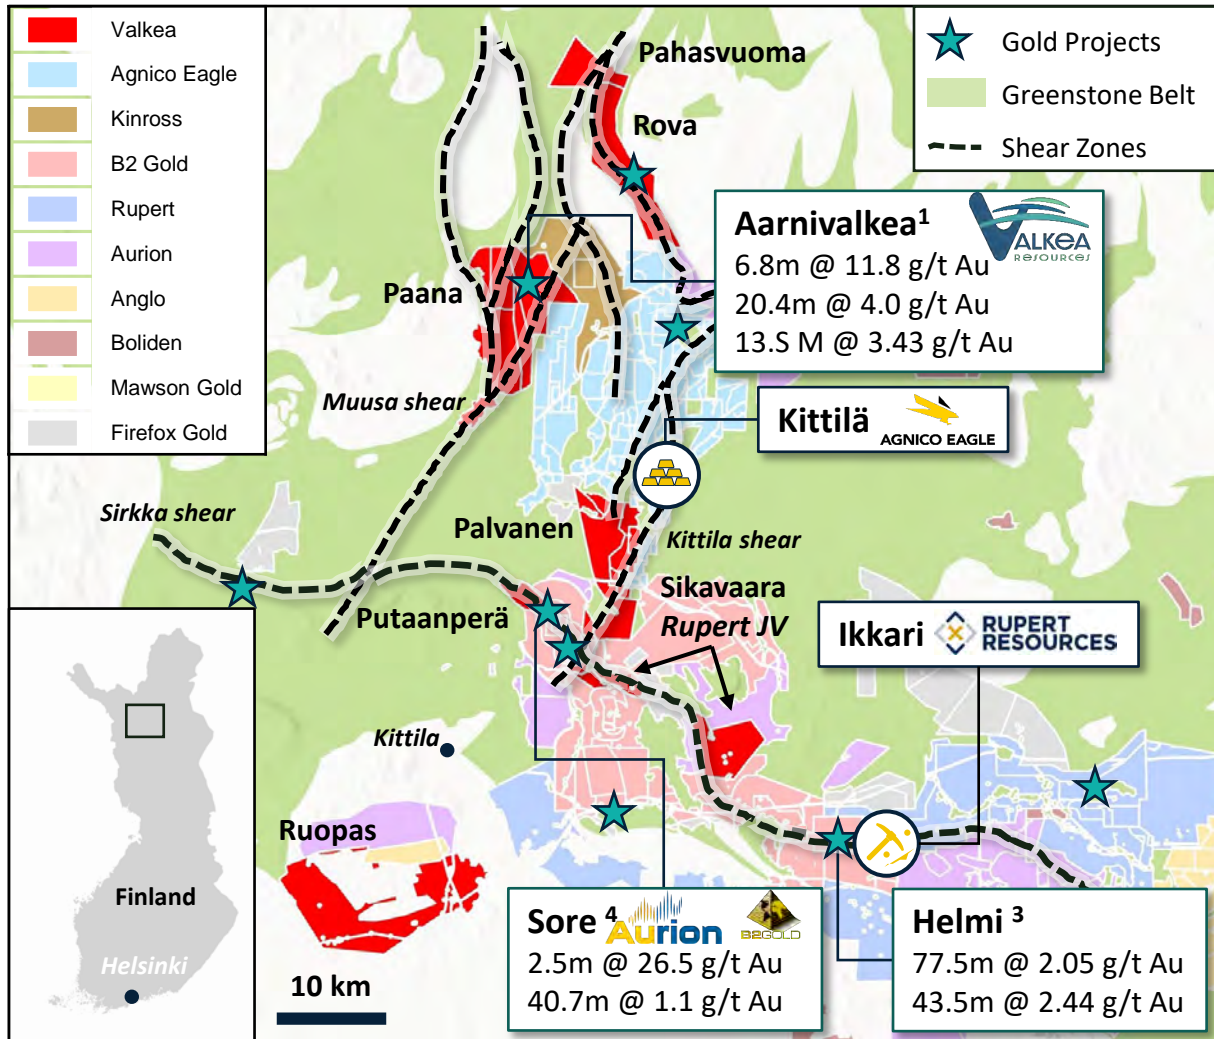 Valkea
Agnico Eagle
Kinross
B2 Gold
Rupert
Aurion
Anglo
Boliden
Mawson Gold
Firefox Gold
Gold Projects
Greenstone Belt
Shear Zones
Pahasvuoma
Rova
Aarnivalkea1
VALKEA
RESOURCES
6.8m @ 11.8 g/t Au
20.4m @ 4.0 g/t Au
13.S M @ 3.43 g/t Au
Paana
Muusa shear
Kittilä
AGNICO EAGLE
Sirkka shear
Palvanen
Kittila shear
Sikavaara
Rupert JV
Putaanperä
Ikkari
RUPERT
RESOURCES
Kittila
Ruopas
Finland
Helsinki
10 km
Sore 4
Aurion
B2GOLD
2.5m @ 26.5 g/t Au
40.7m @ 1.1 g/t Au
Helmi 3
77.5m @ 2.05 g/t Au
43.5m @ 2.44 g/t Au